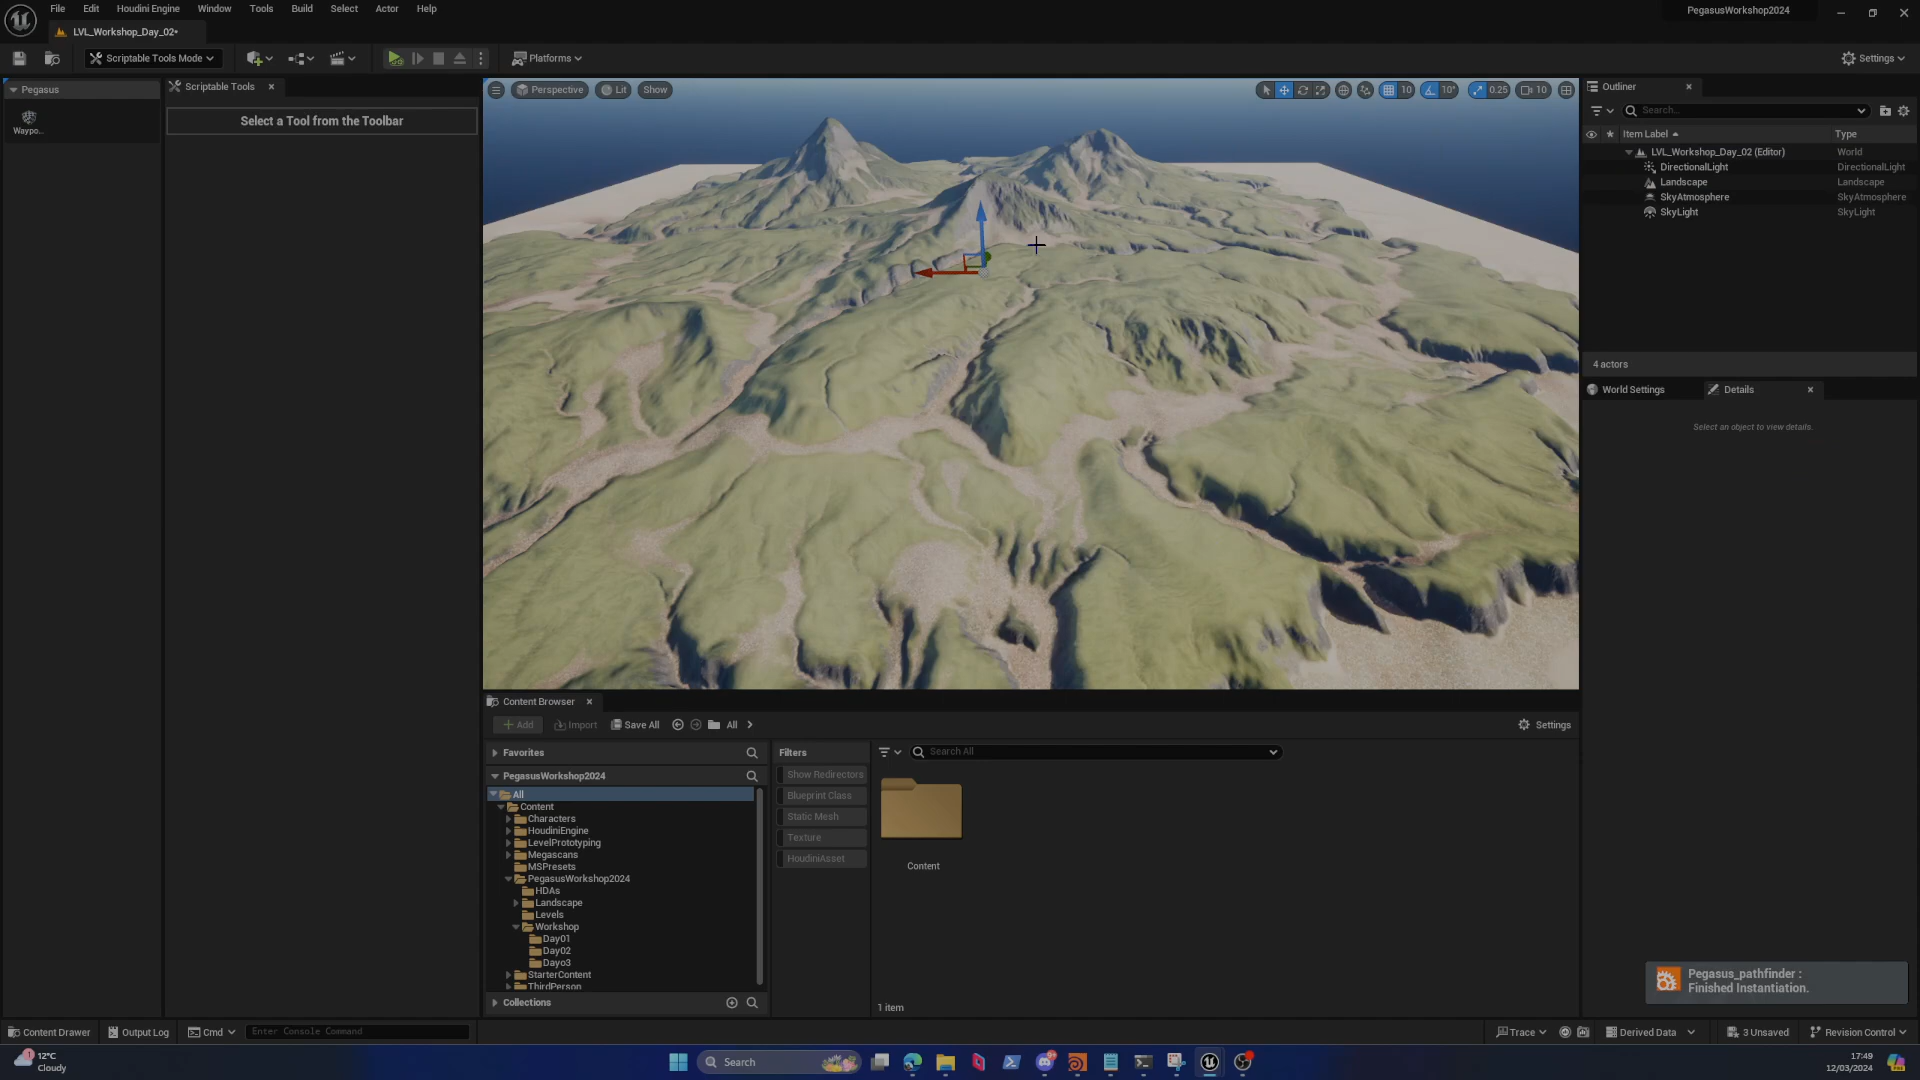 File Edit Houdini Engine Window Tools Build Select Actor Help
PegasusWorkshop2024
LVL_Workshop_Day_02*
Scriptable Tools Mode
Platforms
Settings
Pegasus
Waypo..
Scriptable Tools
Select a Tool from the Toolbar
Perspective Lit Show
10 10° 0.25 10
Outliner
Search...
Item Label Type
LVL_Workshop_Day_02 (Editor) World
DirectionalLight DirectionalLight
Landscape Landscape
SkyAtmosphere SkyAtmosphere
SkyLight SkyLight
4 actors
World Settings Details
Select an object to view details.
Content Browser
Add Import Save All All Settings
Favorites
PegasusWorkshop2024
All
Content
Characters
HoudiniEngine
LevelPrototyping
Megascans
MSPresets
PegasusWorkshop2024
HDAs
Landscape
Levels
Workshop
Day01
Day02
Dayo3
StarterContent
ThirdPerson
Collections
Filters
Show Redirectors
Blueprint Class
Static Mesh
Texture
HoudiniAsset
Search All
Content
1 item
Pegasus_pathfinder :
Finished Instantiation.
Content Drawer Output Log Cmd Enter Console Command Trace Derived Data 3 Unsaved Revision Control
1
12°C
Cloudy
Search
17:49
12/03/2024